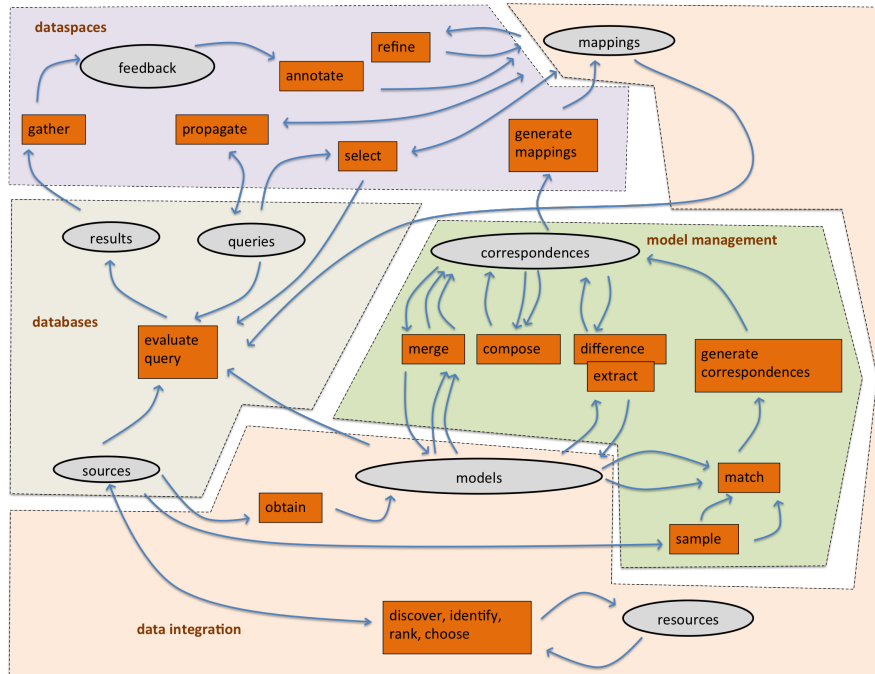 dataspaces
mappings
refine
feedback
annotate
gather
propagate
generate
mappings
select
results
queries
correspondences
model management
databases
evaluate
query
merge
compose
difference
extract
generate
correspondences
sources
models
match
obtain
sample
discover, identify,
rank, choose
resources
data integration